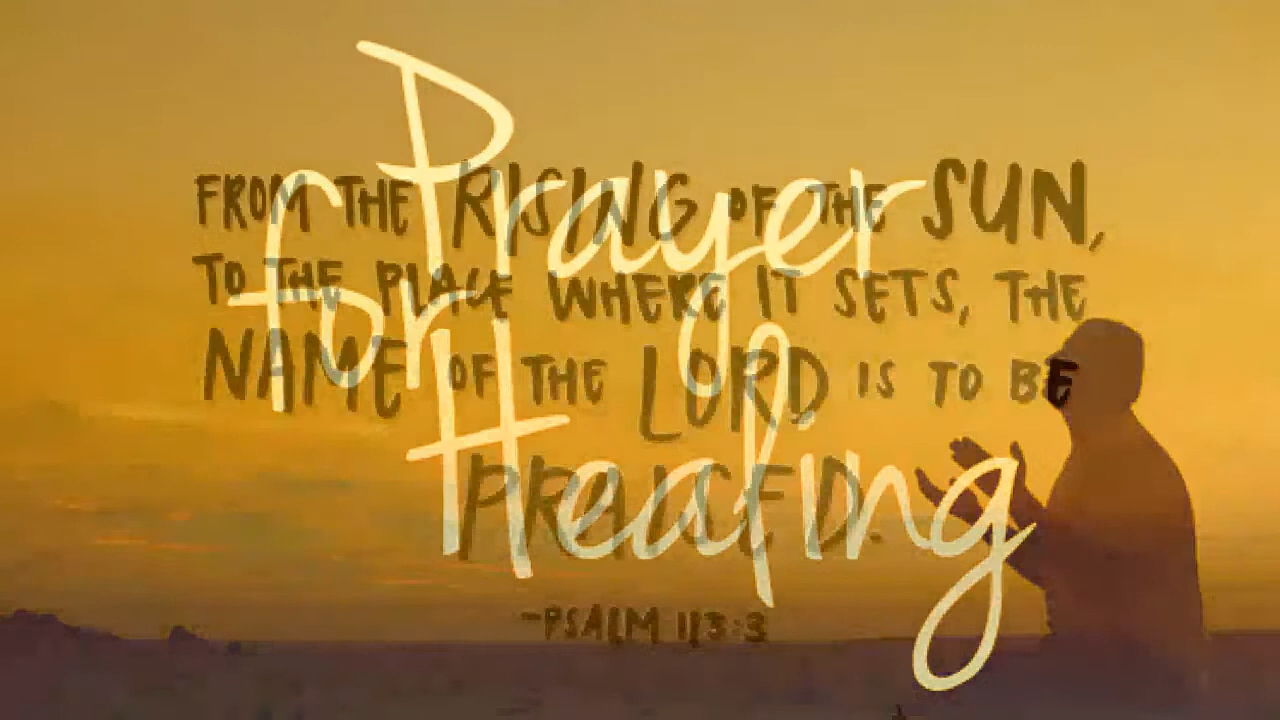 Prayer
for
Healing
FROM THE RISING OF THE SUN,
TO THE PLACE WHERE IT SETS, THE
NAME OF THE LORD IS TO BE
PRAISED.
-PSALM 113:3